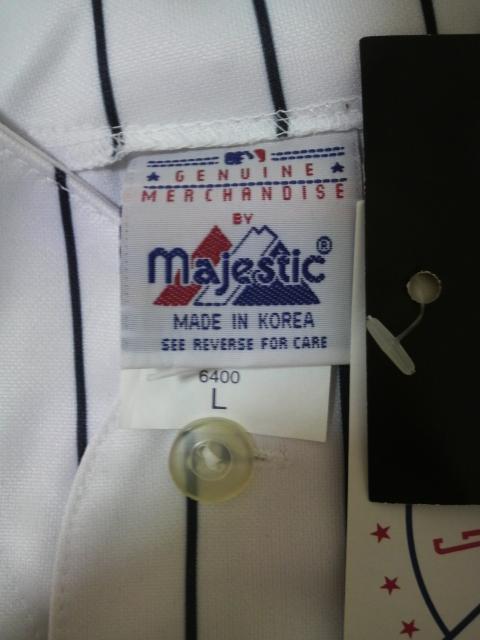 GENUINE
MERCHANDISE
BY
Majestic®
MADE IN KOREA
SEE REVERSE FOR CARE
6400
L